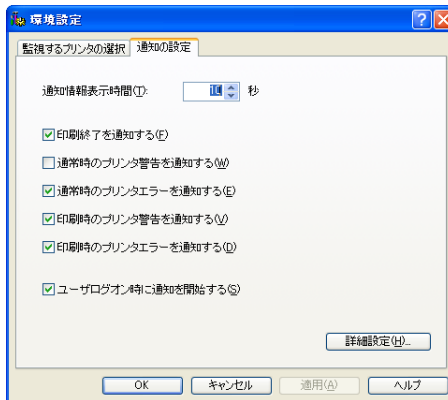 環境設定
監視するプリンタの選択 通知の設定
通知情報表示時間(T): 10 秒
印刷終了を通知する(F)
通常時のプリンタ警告を通知する(W)
通常時のプリンタエラーを通知する(E)
印刷時のプリンタ警告を通知する(V)
印刷時のプリンタエラーを通知する(D)
ユーザログオン時に通知を開始する(S)
詳細設定(H)...
OK キャンセル 適用(A) ヘルプ